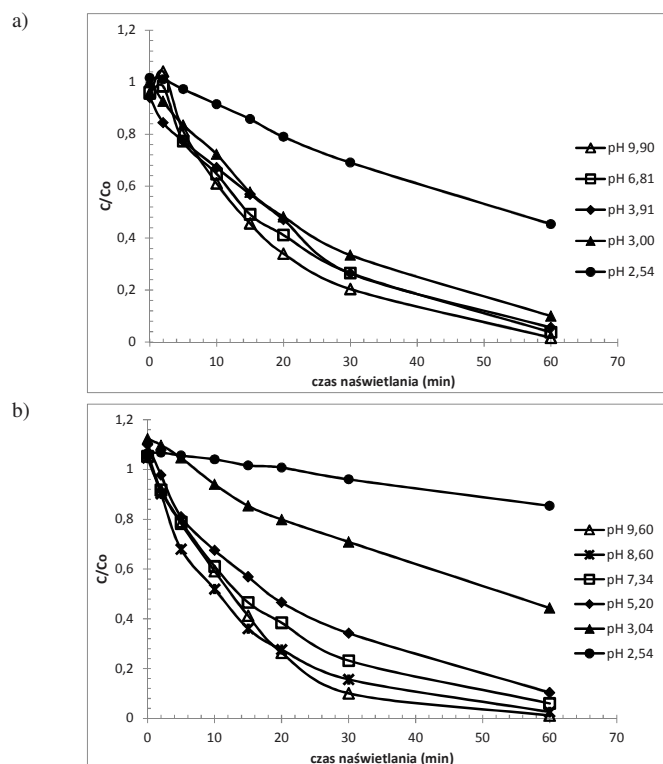 a)
1,2
1
0,8
0,6
0,4
0,2
0
C/Co
0 10 20 30 40 50 60 70
czas naświetlania (min)
pH 9,90
pH 6,81
pH 3,91
pH 3,00
pH 2,54
b)
1,2
1
0,8
0,6
0,4
0,2
0
C/Co
0 10 20 30 40 50 60 70
czas naświetlania (min)
pH 9,60
pH 8,60
pH 7,34
pH 5,20
pH 3,04
pH 2,54